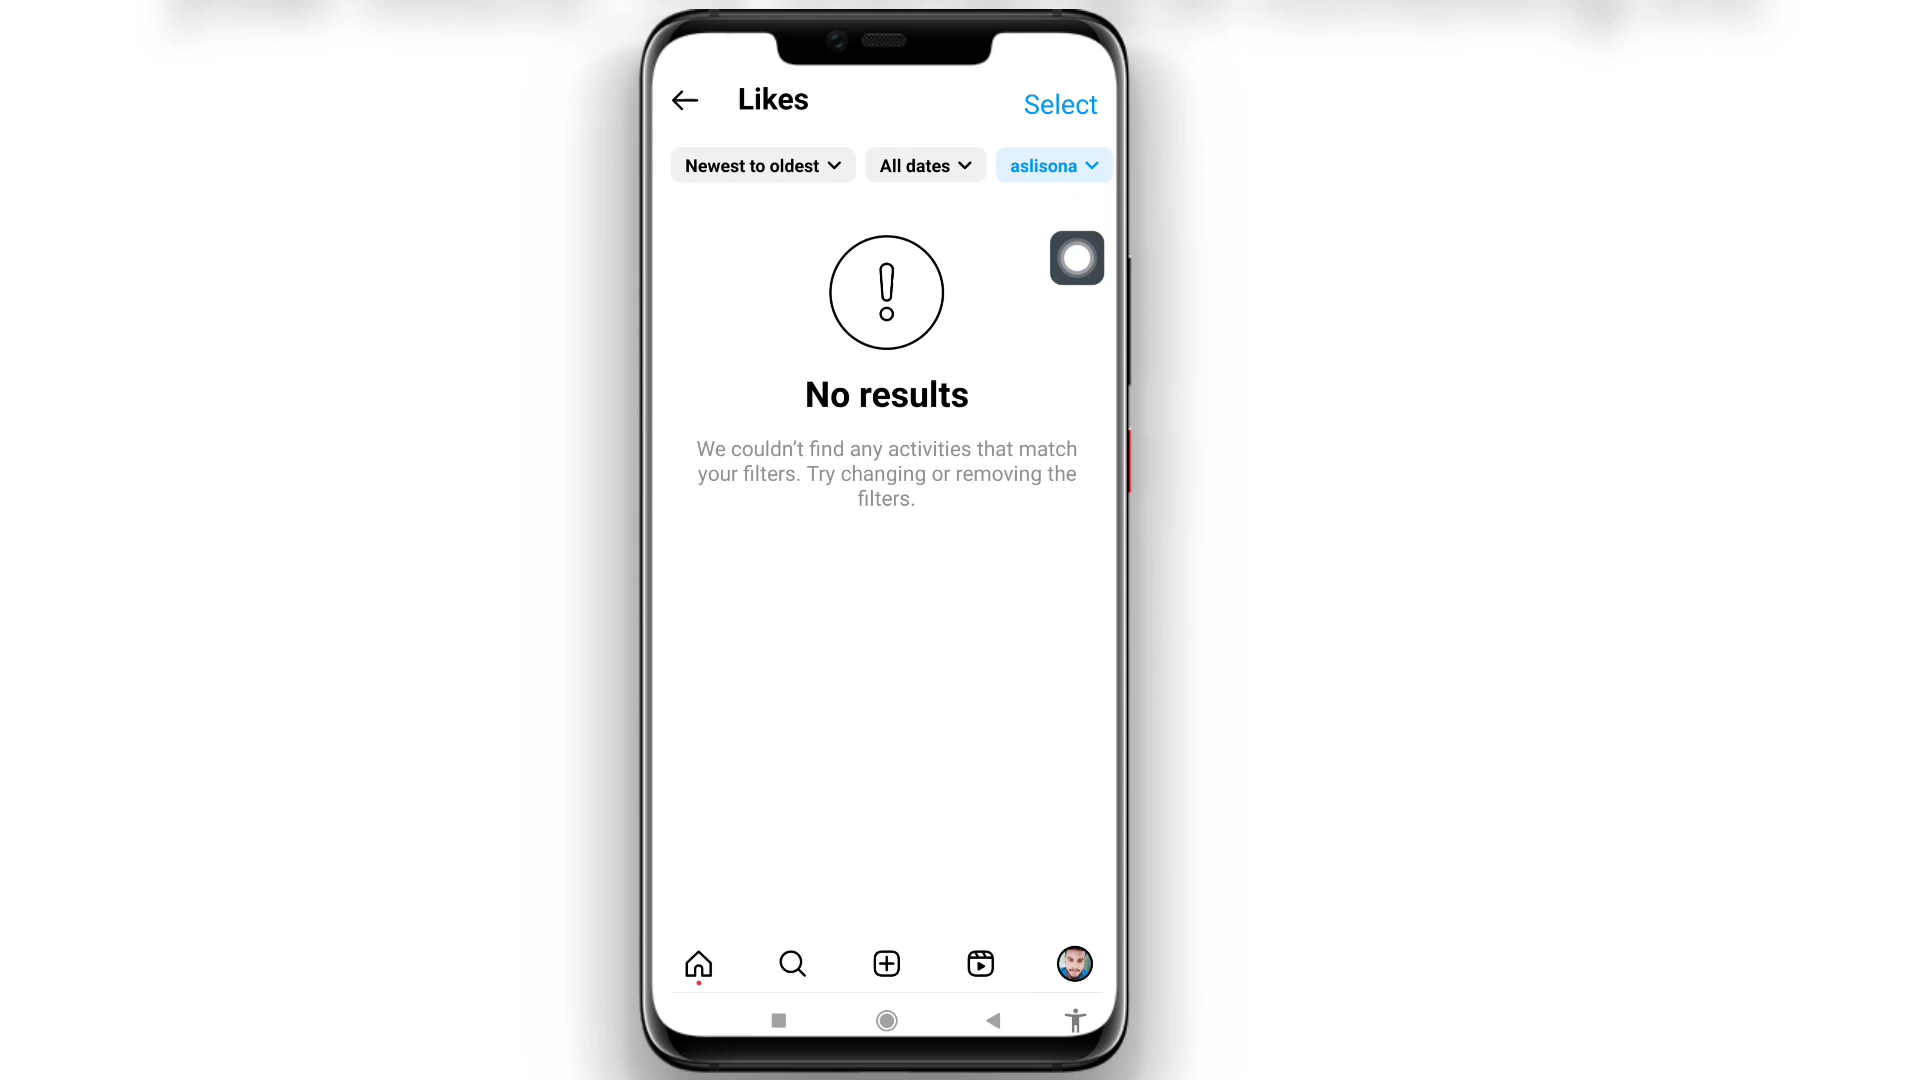 Likes
Select
Newest to oldest
All dates
aslisona
No results
We couldn’t find any activities that match
your filters. Try changing or removing the
filters.